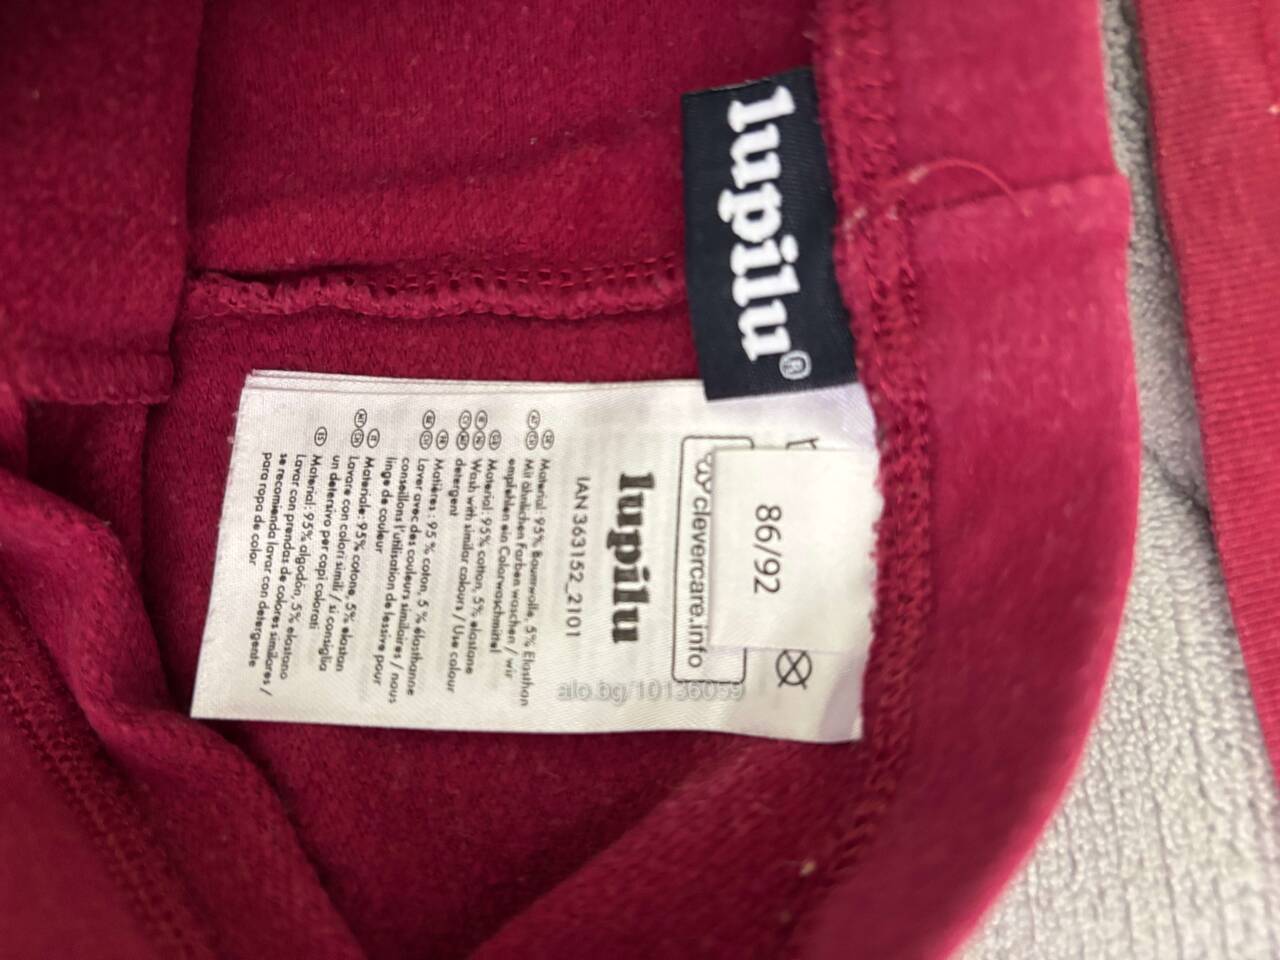 lupilu®
86/92
clevercare.info
lupilu
IAN 363152_2101
DE AT CH Material: 95% Baumwolle, 5% Elasthan
Mit ähnlichen Farben waschen / wir
empfehlen ein Colorwaschmittel
Material: 95% cotton, 5% elastane
Wash with similar colours / Use colour
detergent
Matières : 95 % coton, 5 % élasthanne
Laver avec des couleurs similaires / nous
conseillons l'utilisation de lessive pour
linge de couleur
Materiale: 95% cotone, 5% elastan
Lavare con colori simili / si consiglia
un detersivo per capi colorati
ES Material: 95% algodón, 5% elastano
Lavar con prendas de colores similares /
se recomienda lavar con detergente
para ropa de color
alo.bg/10136059